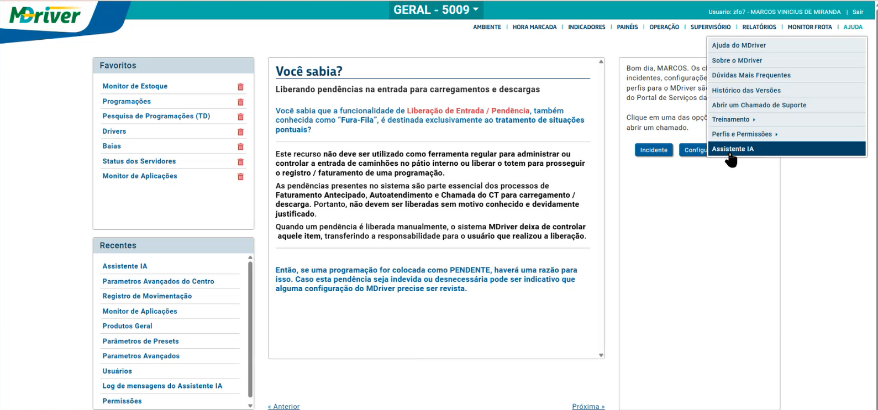 MDriver
GERAL - 5009
Usuario: zfo7 - MARCOS VINICIUS DE MIRANDA | Sair
AMBIENTE | HORA MARCADA | INDICADORES | PAINÉIS | OPERAÇÃO | SUPERVISÓRIO | RELATÓRIOS | MONITOR FROTA | AJUDA
Ajuda do MDriver
Sobre o MDriver
Dúvidas Mais Frequentes
Histórico das Versões
Abrir um Chamado de Suporte
Treinamento
Perfis e Permissões
Assistente IA
Favoritos
Monitor de Estoque
Programações
Pesquisa de Programações (TD)
Drivers
Baias
Status dos Servidores
Monitor de Aplicações
Recentes
Assistente IA
Parametros Avançados do Centro
Registro de Movimentação
Monitor de Aplicações
Produtos Geral
Parâmetros de Presets
Parametros Avançados
Usuários
Log de mensagens do Assistente IA
Permissões
Você sabia?
Liberando pendências na entrada para carregamentos e descargas
Você sabia que a funcionalidade de Liberação de Entrada / Pendência, também
conhecida como "Fura-Fila", é destinada exclusivamente ao tratamento de situações
pontuais?
Este recurso não deve ser utilizado como ferramenta regular para administrar ou
controlar a entrada de caminhões no pátio interno ou liberar o totem para prosseguir
o registro / faturamento de uma programação.
As pendências presentes no sistema são parte essencial dos processos de
Faturamento Antecipado, Autoatendimento e Chamada do CT para carregamento /
descarga. Portanto, não devem ser liberadas sem motivo conhecido e devidamente
justificado.
Quando um pendência é liberada manualmente, o sistema MDriver deixa de controlar
aquele item, transferindo a responsabilidade para o usuário que realizou a liberação.
Então, se uma programação for colocada como PENDENTE, haverá uma razão para
isso. Caso esta pendência seja indevida ou desnecessária pode ser indicativo que
alguma configuração do MDriver precise ser revista.
« Anterior
Próxima »
Bom dia, MARCOS. Os c
incidentes, configuraçõe
perfis para o MDriver sã
do Portal de Serviços da
Clique em uma das opç
abrir um chamado.
Incidente
Config